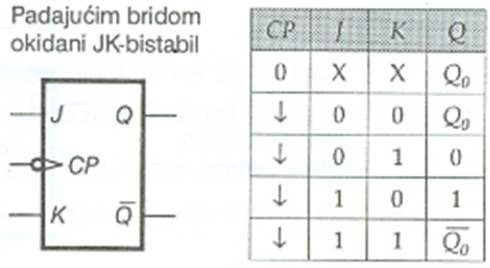 Padajućim bridom
okidani JK-bistabil
J Q
CP
K Q̅
CP J K Q
0 X X Q₀
↓ 0 0 Q₀
↓ 0 1 0
↓ 1 0 1
↓ 1 1 Q̅₀